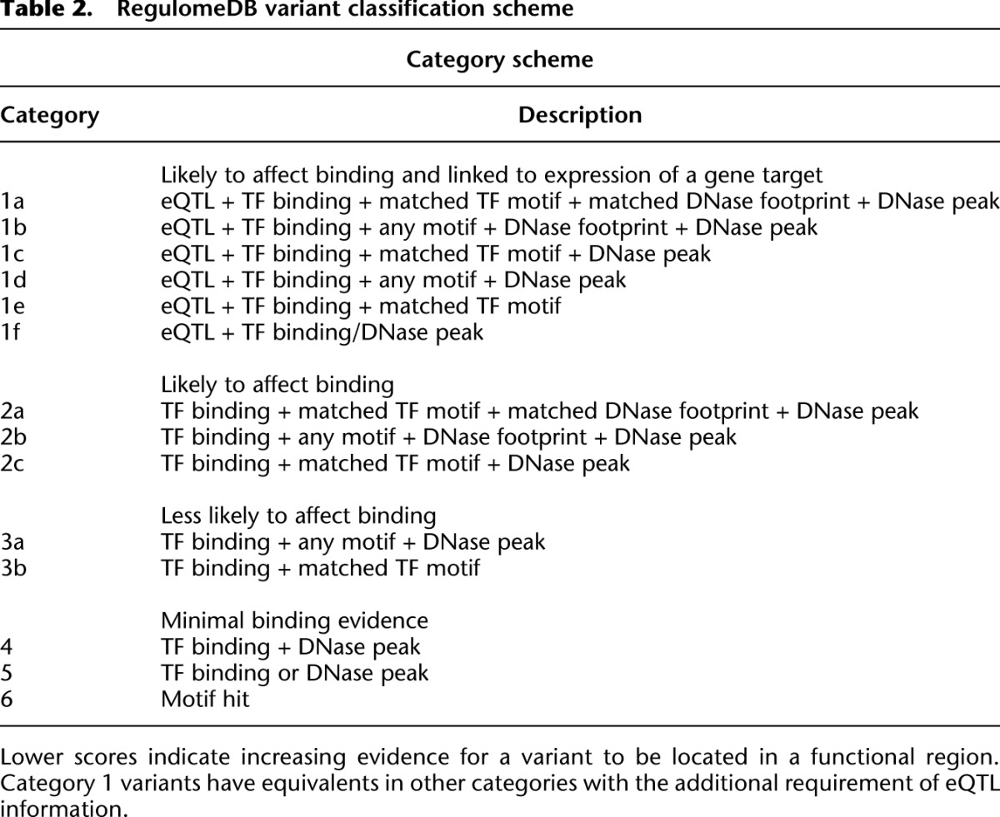 Table 2. RegulomeDB variant classification scheme
Category scheme
Category Description
Likely to affect binding and linked to expression of a gene target
1a eQTL + TF binding + matched TF motif + matched DNase footprint + DNase peak
1b eQTL + TF binding + any motif + DNase footprint + DNase peak
1c eQTL + TF binding + matched TF motif + DNase peak
1d eQTL + TF binding + any motif + DNase peak
1e eQTL + TF binding + matched TF motif
1f eQTL + TF binding/DNase peak
Likely to affect binding
2a TF binding + matched TF motif + matched DNase footprint + DNase peak
2b TF binding + any motif + DNase footprint + DNase peak
2c TF binding + matched TF motif + DNase peak
Less likely to affect binding
3a TF binding + any motif + DNase peak
3b TF binding + matched TF motif
Minimal binding evidence
4 TF binding + DNase peak
5 TF binding or DNase peak
6 Motif hit
Lower scores indicate increasing evidence for a variant to be located in a functional region.
Category 1 variants have equivalents in other categories with the additional requirement of eQTL
information.